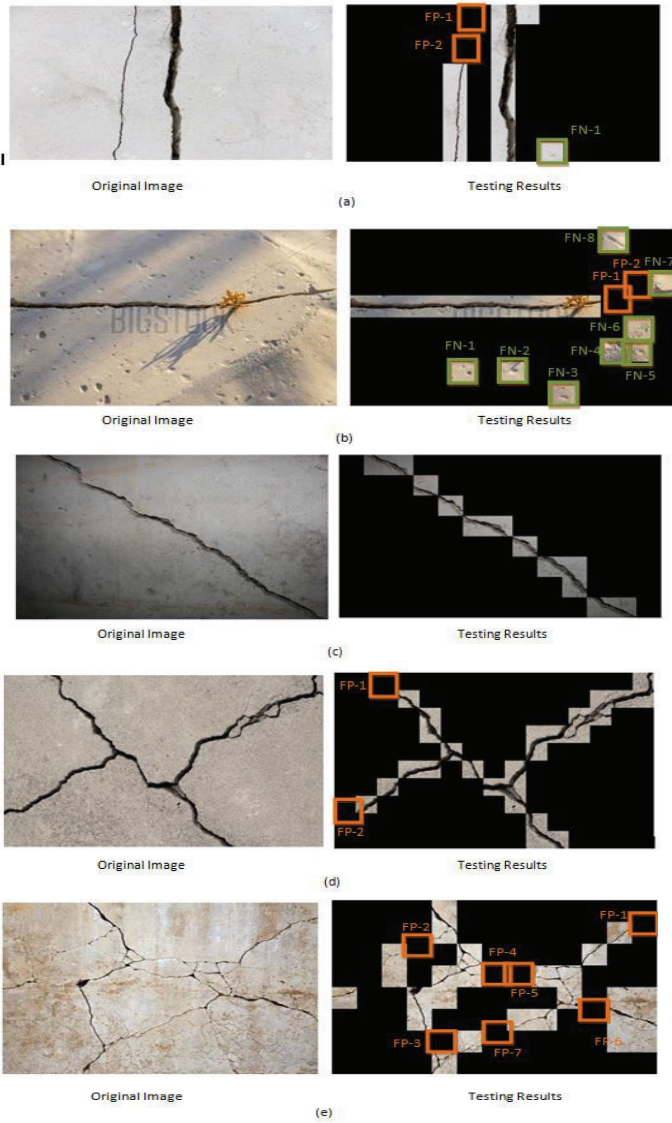 FP-1
FP-2
FN-1
Original Image
Testing Results
(a)
FN-8
FP-2
FN-7
FP-1
BIGSTOCK
FN-6
FN-1
FN-2
FN-4
FN-5
FN-3
Original Image
Testing Results
(b)
Original Image
Testing Results
(c)
FP-1
FP-2
Original Image
Testing Results
(d)
FP-1
FP-2
FP-4
FP-5
FP-3
FP-7
FP-6
Original Image
Testing Results
(e)